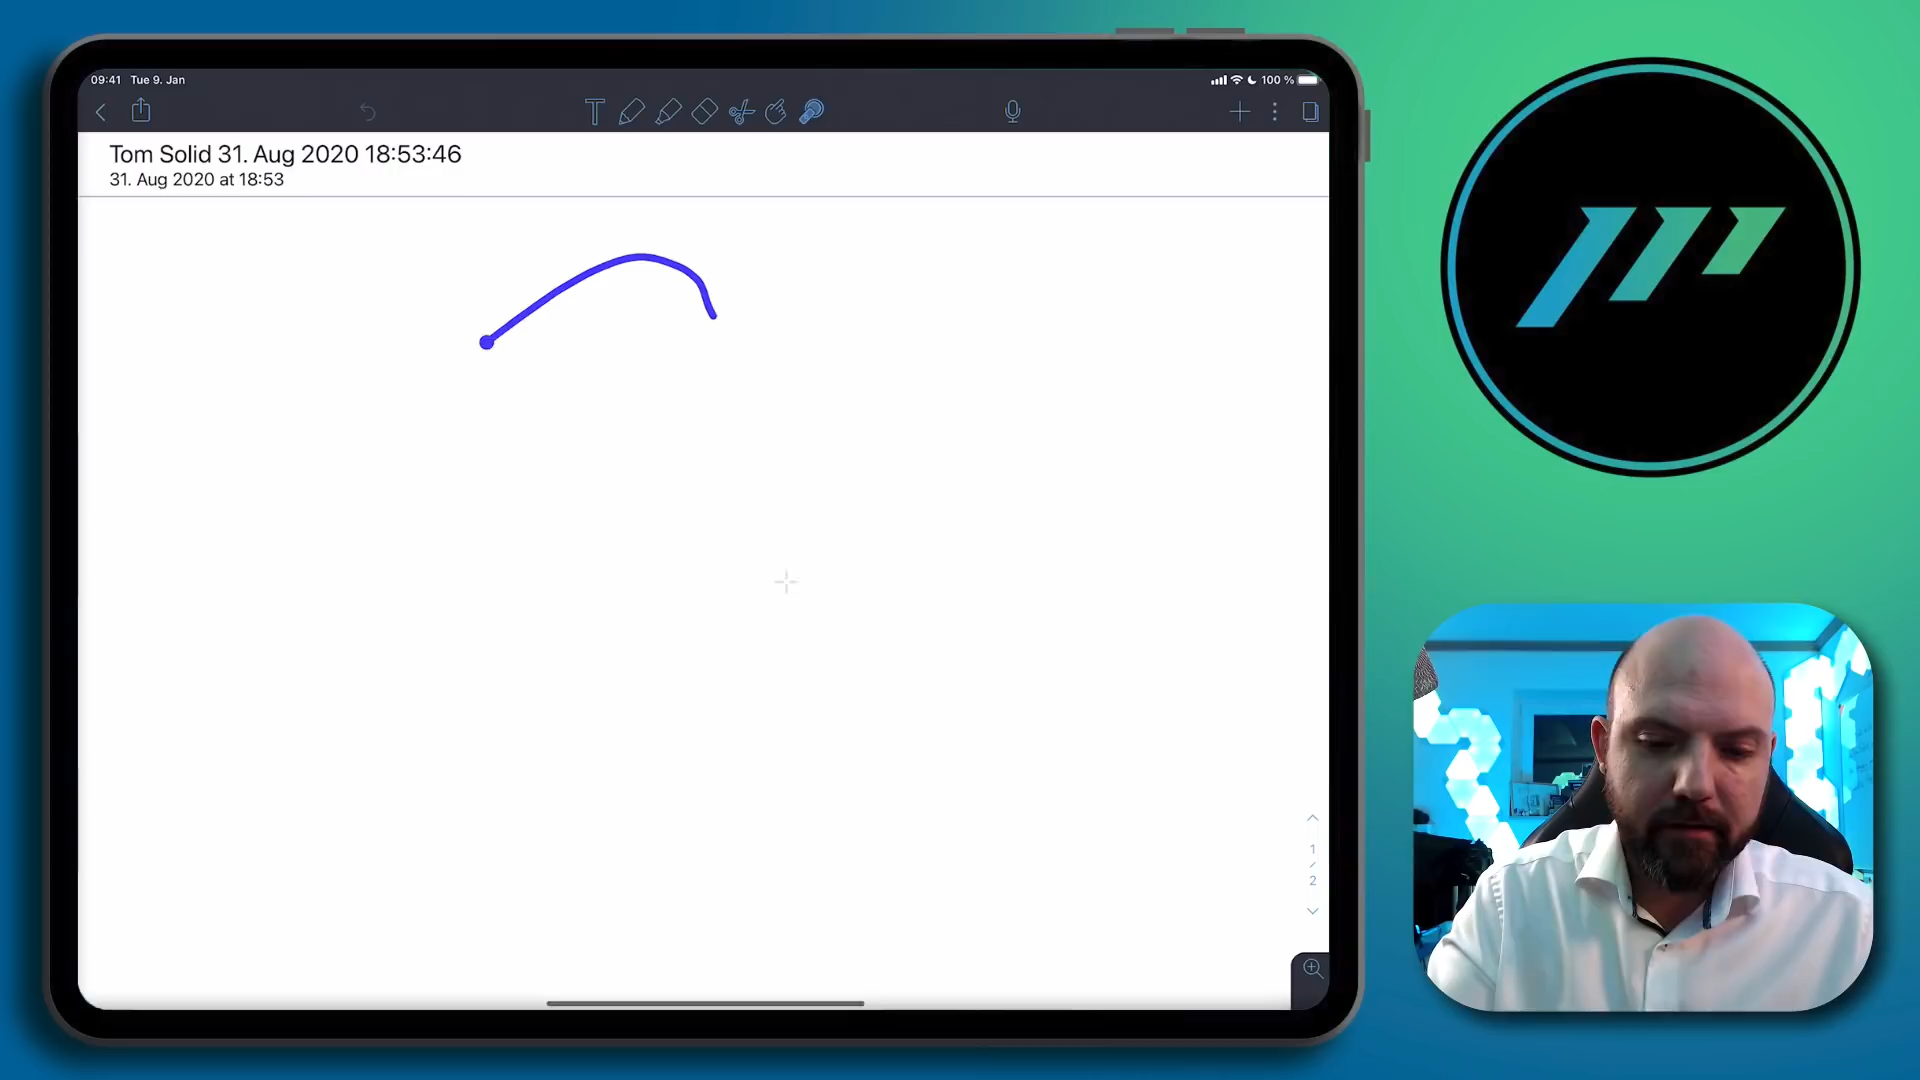 09:41 Tue 9. Jan
100 %
T
Tom Solid 31. Aug 2020 18:53:46
31. Aug 2020 at 18:53
1
/
2